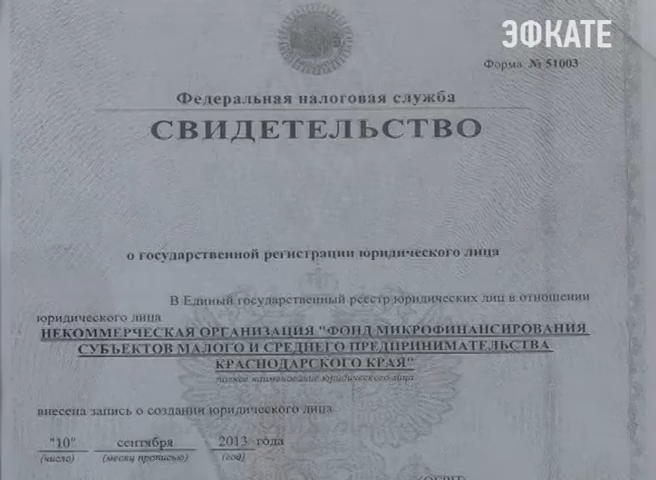 ЭФКАТЕ
Форма № 51003
Федеральная налоговая служба
СВИДЕТЕЛЬСТВО
о государственной регистрации юридического лица
В Единый государственный реестр юридических лиц в отношении
юридического лица
НЕКОММЕРЧЕСКАЯ ОРГАНИЗАЦИЯ "ФОНД МИКРОФИНАНСИРОВАНИЯ
СУБЪЕКТОВ МАЛОГО И СРЕДНЕГО ПРЕДПРИНИМАТЕЛЬСТВА
КРАСНОДАРСКОГО КРАЯ"
полное наименование юридического лица
внесена запись о создании юридического лица
"10" сентября 2013 года
(число) (месяц прописью) (год)